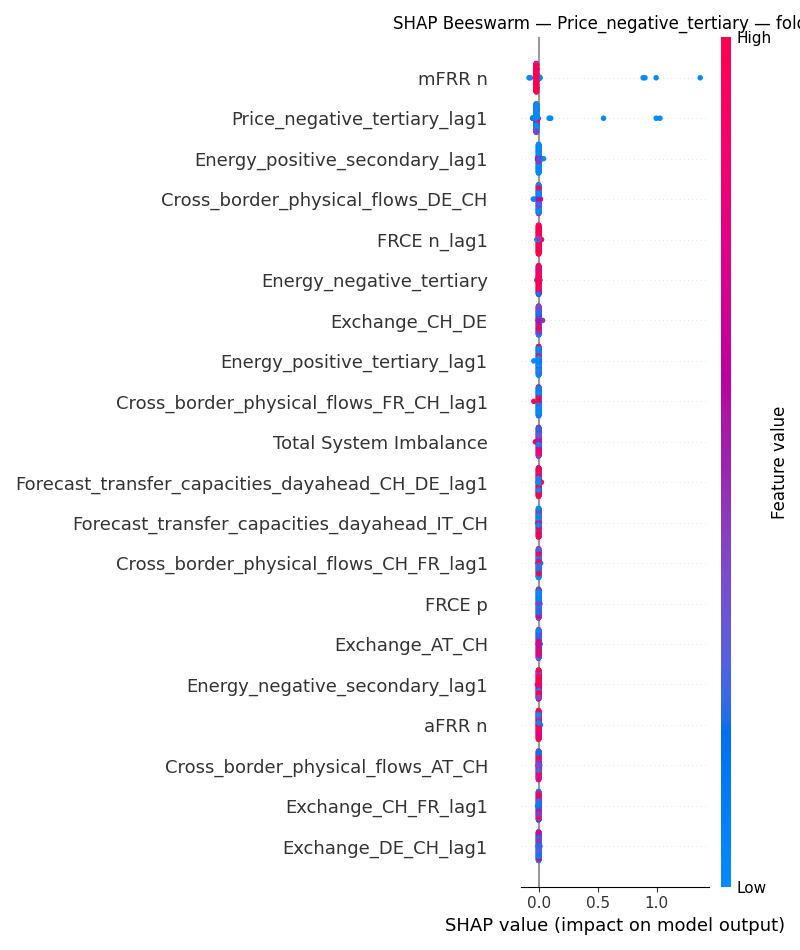 SHAP Beeswarm — Price_negative_tertiary — fol
High
mFRR n
Price_negative_tertiary_lag1
Energy_positive_secondary_lag1
Cross_border_physical_flows_DE_CH
FRCE n_lag1
Energy_negative_tertiary
Exchange_CH_DE
Energy_positive_tertiary_lag1
Cross_border_physical_flows_FR_CH_lag1
Total System Imbalance
Forecast_transfer_capacities_dayahead_CH_DE_lag1
Forecast_transfer_capacities_dayahead_IT_CH
Cross_border_physical_flows_CH_FR_lag1
FRCE p
Exchange_AT_CH
Energy_negative_secondary_lag1
aFRR n
Cross_border_physical_flows_AT_CH
Exchange_CH_FR_lag1
Exchange_DE_CH_lag1
Feature value
Low
0.0 0.5 1.0
SHAP value (impact on model output)